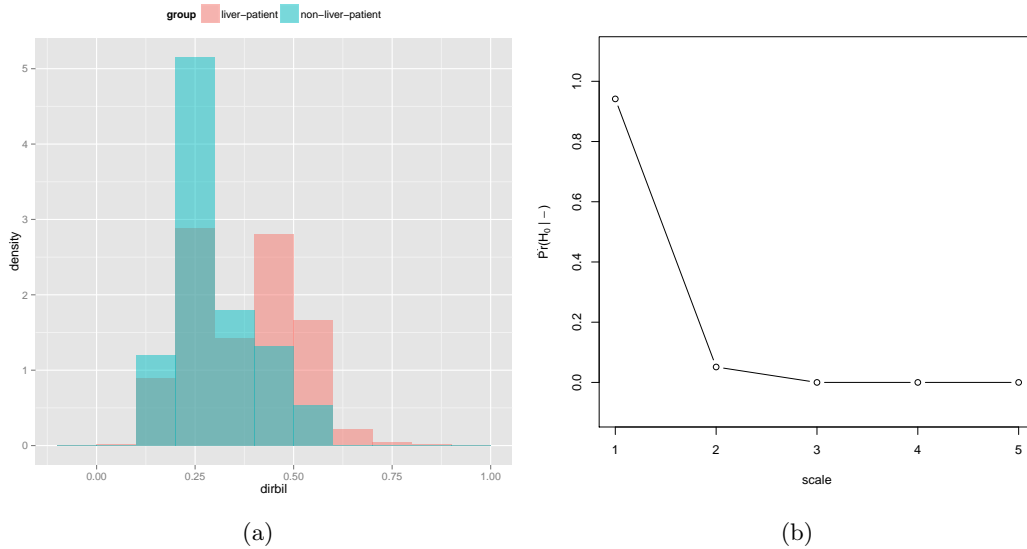 group liver-patient non-liver-patient
5
4
3
2
1
0
density
0.00 0.25 0.50 0.75 1.00
dirbil
(a)
1.0
0.8
0.6
0.4
0.2
0.0
Pr(H0 | −)
1 2 3 4 5
scale
(b)